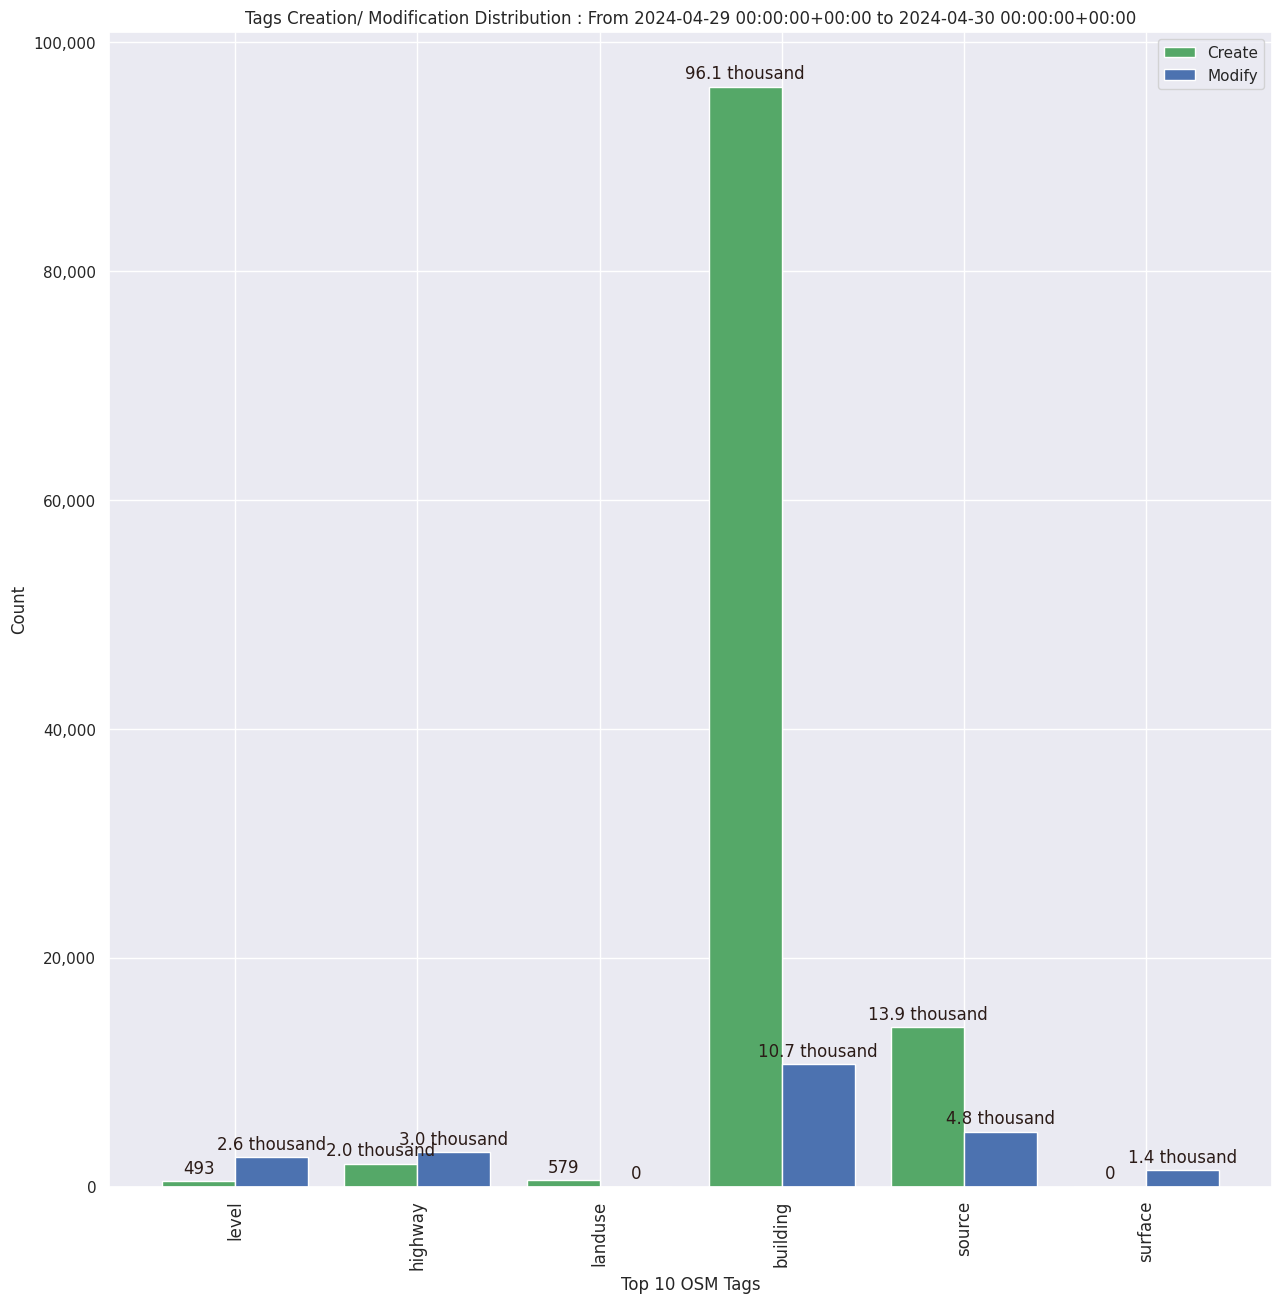 Tags Creation/ Modification Distribution : From 2024-04-29 00:00:00+00:00 to 2024-04-30 00:00:00+00:00
Create
Modify
100,000
80,000
60,000
40,000
20,000
0
Count
493
2.6 thousand
2.0 thousand
3.0 thousand
579
0
96.1 thousand
10.7 thousand
13.9 thousand
4.8 thousand
0
1.4 thousand
level
highway
landuse
building
source
surface
Top 10 OSM Tags